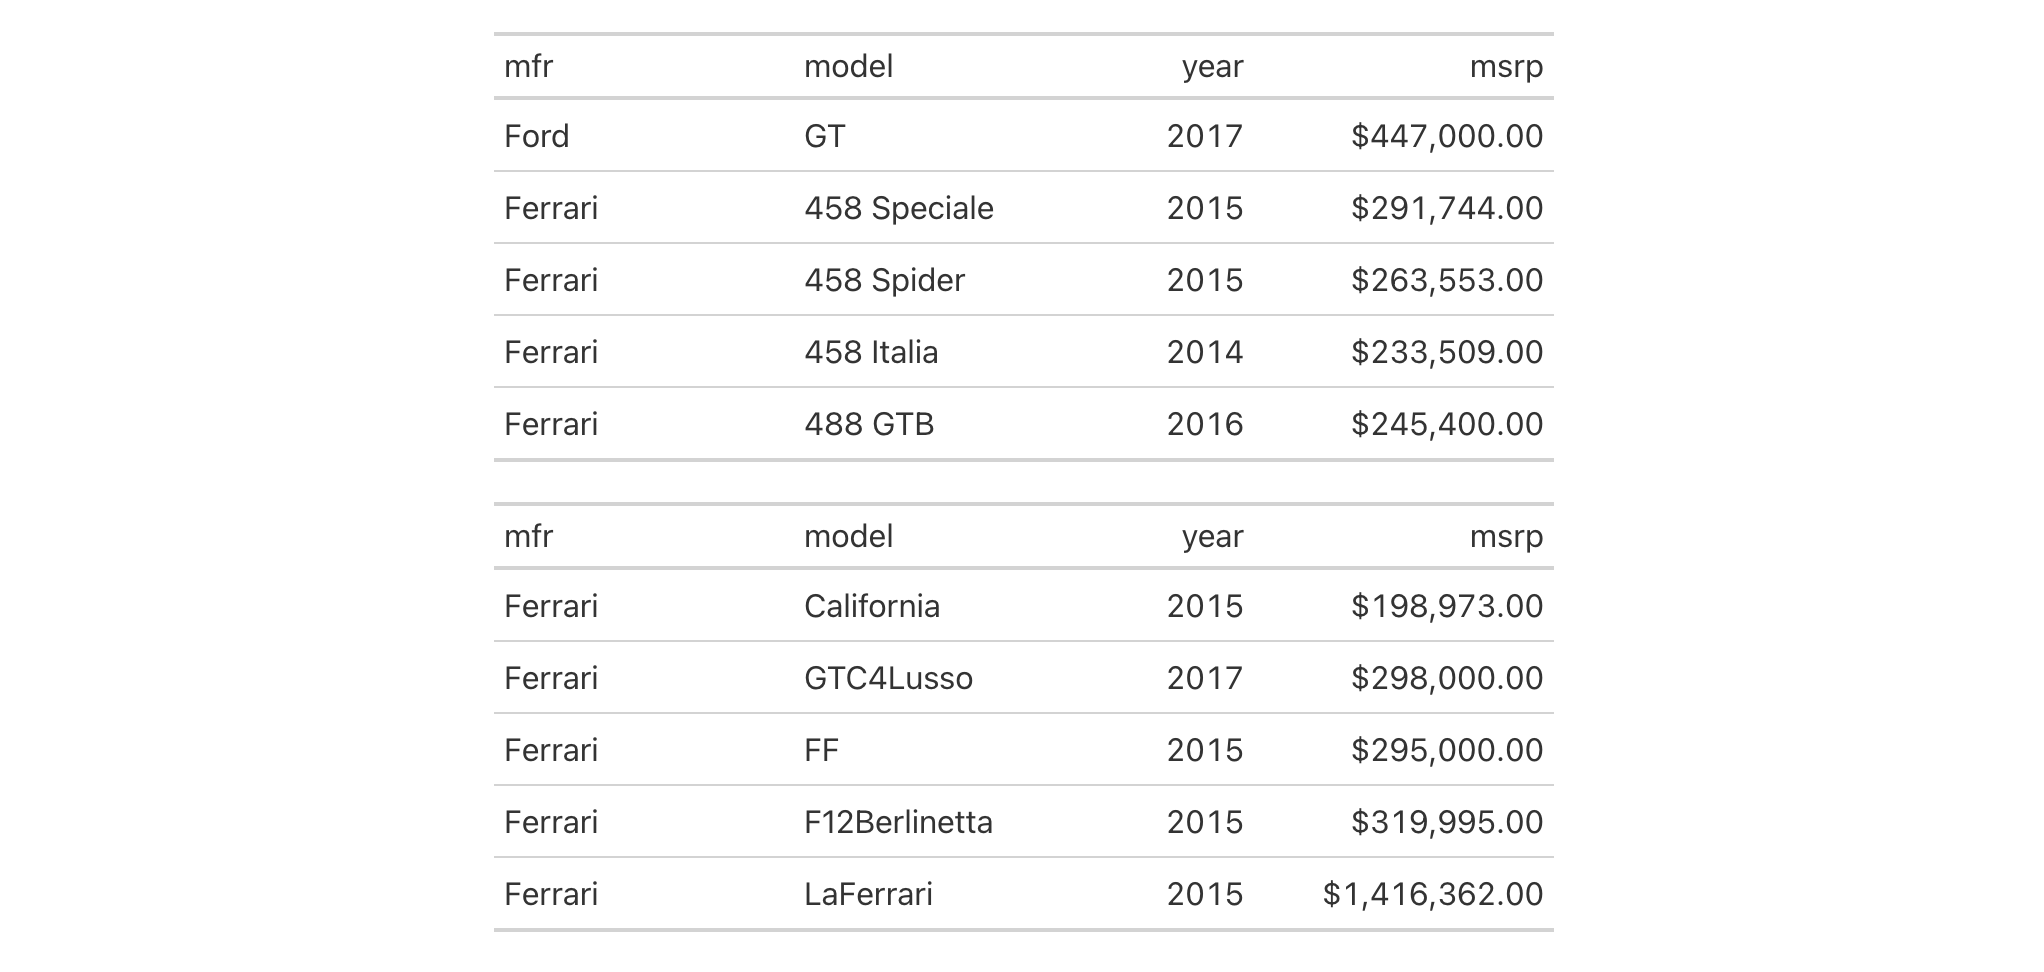 mfr model year msrp
Ford GT 2017 $447,000.00
Ferrari 458 Speciale 2015 $291,744.00
Ferrari 458 Spider 2015 $263,553.00
Ferrari 458 Italia 2014 $233,509.00
Ferrari 488 GTB 2016 $245,400.00
mfr model year msrp
Ferrari California 2015 $198,973.00
Ferrari GTC4Lusso 2017 $298,000.00
Ferrari FF 2015 $295,000.00
Ferrari F12Berlinetta 2015 $319,995.00
Ferrari LaFerrari 2015 $1,416,362.00